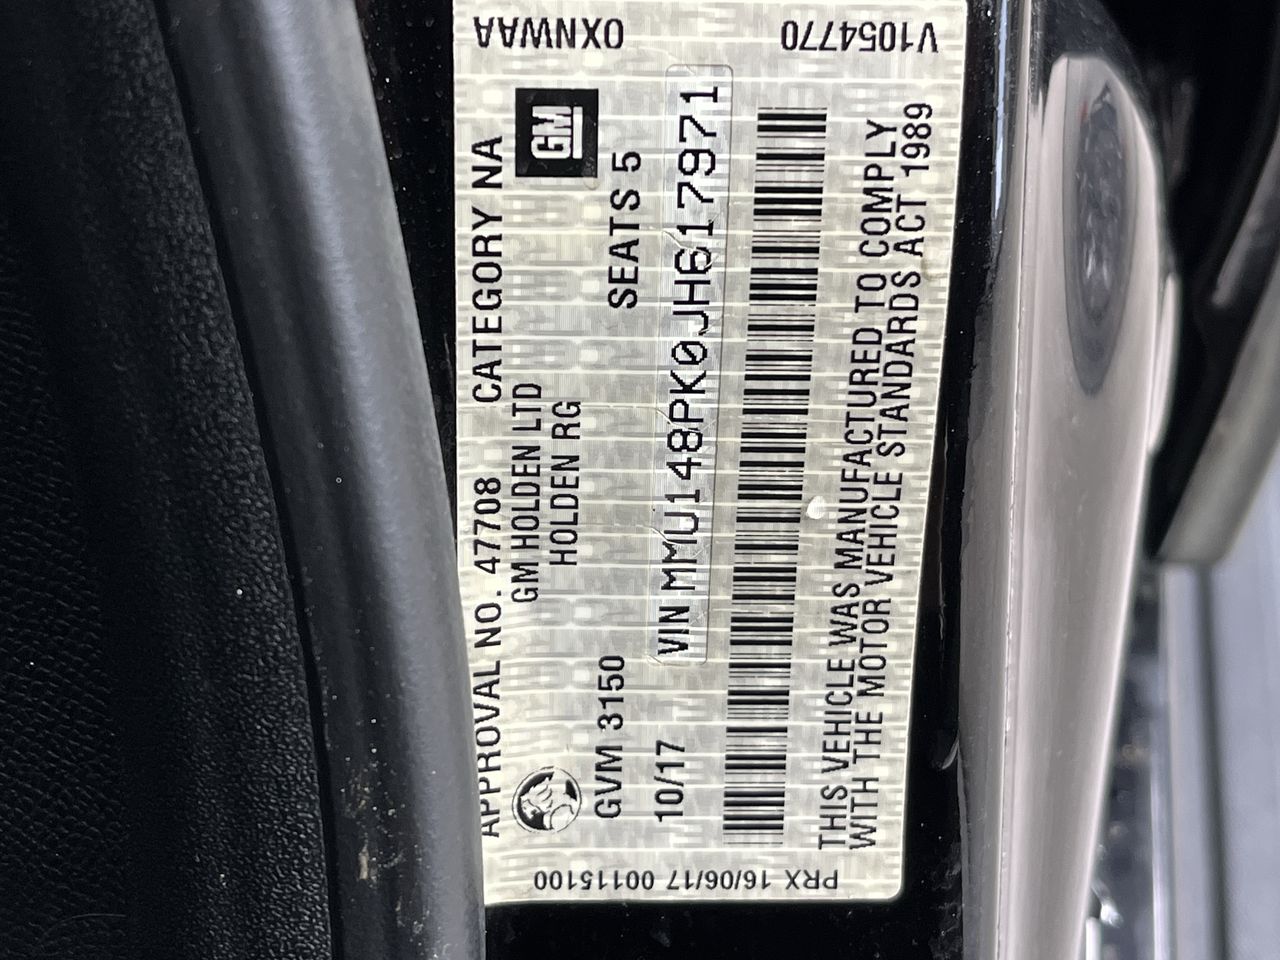 APPROVAL NO. 47708 CATEGORY NA
GM HOLDEN LTD
HOLDEN RG
GM
GVM 3150 SEATS 5
10/17 VIN MMU148PK0JH617971
THIS VEHICLE WAS MANUFACTURED TO COMPLY
WITH THE MOTOR VEHICLE STANDARDS ACT 1989
0XNWAA
V1054770
PRX 16/06/17 00115100